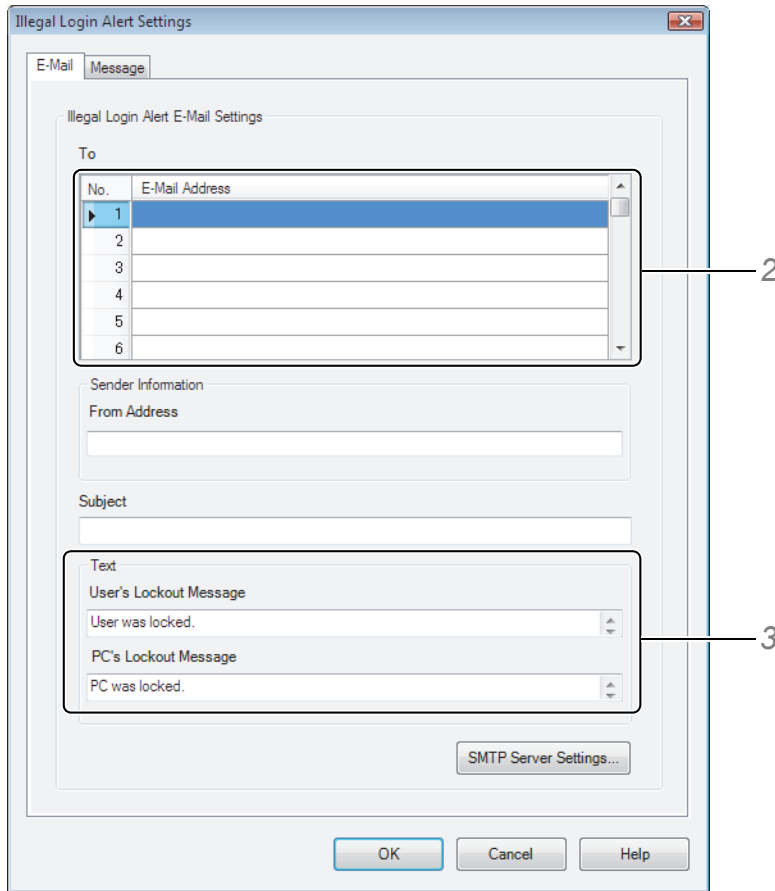 Illegal Login Alert Settings
E-Mail Message
Illegal Login Alert E-Mail Settings
To
No. E-Mail Address
1
2
2
3
4
5
6
Sender Information
From Address
Subject
Text
User's Lockout Message
User was locked.
3
PC's Lockout Message
PC was locked.
SMTP Server Settings...
OK Cancel Help